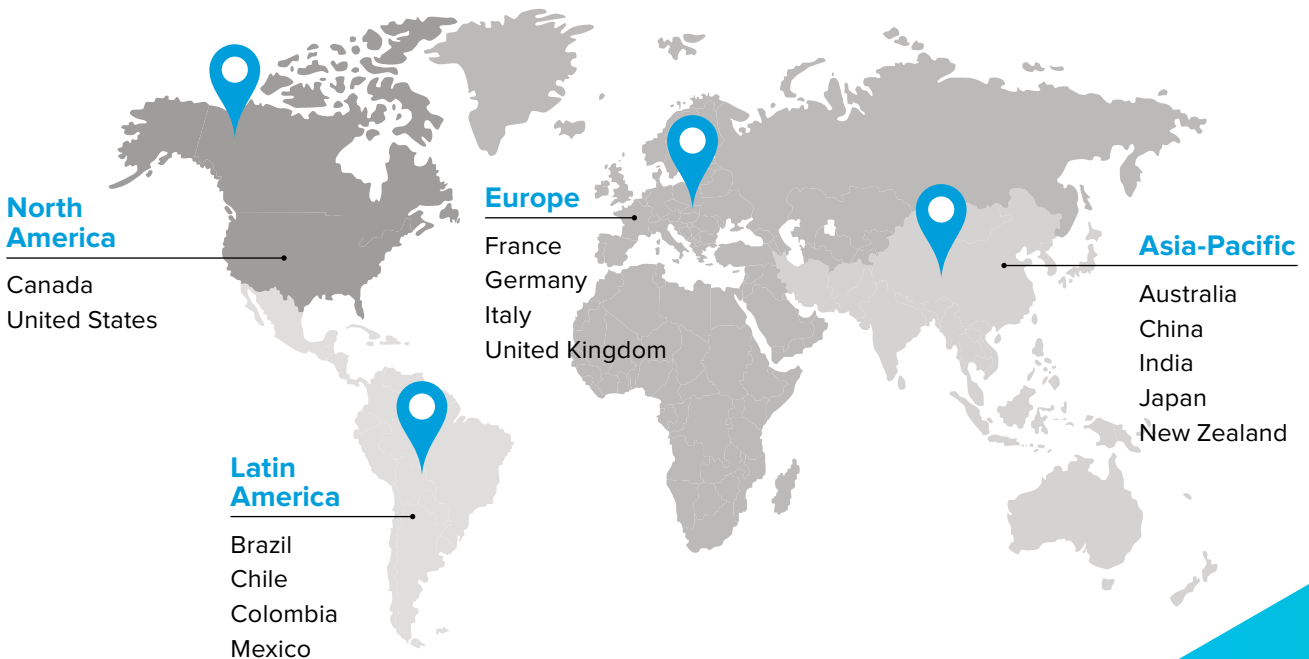 North
America
Canada
United States
Latin
America
Brazil
Chile
Colombia
Mexico
Europe
France
Germany
Italy
United Kingdom
Asia-Pacific
Australia
China
India
Japan
New Zealand